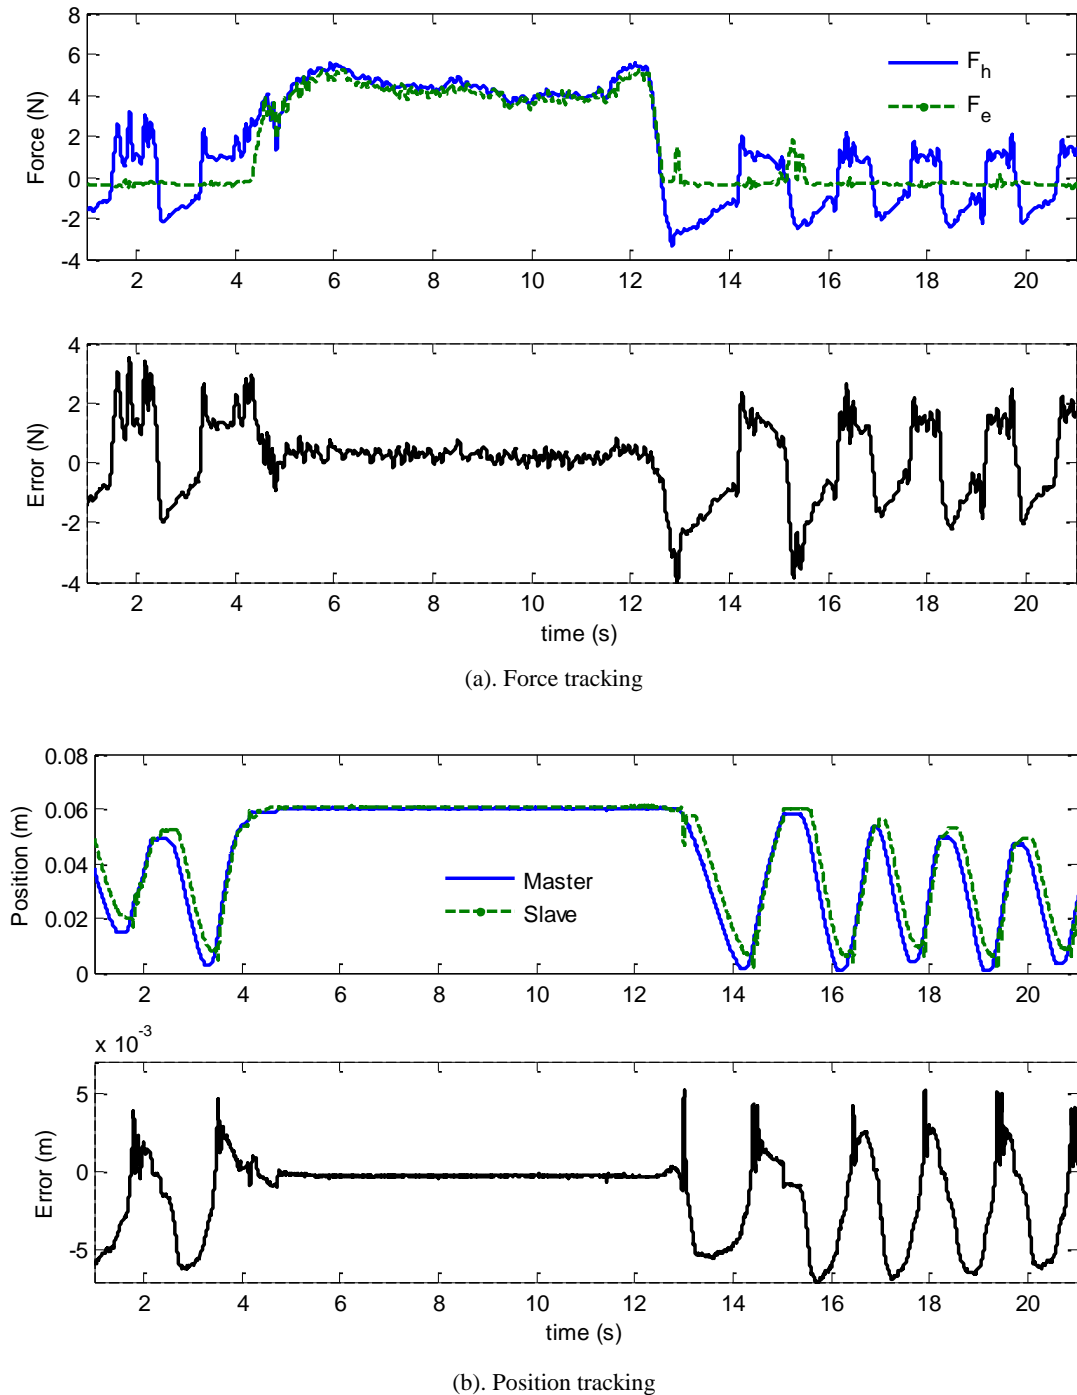 8
6
4
2
0
-2
-4
Force (N)
F_h
F_e
2 4 6 8 10 12 14 16 18 20
4
2
0
-2
-4
Error (N)
2 4 6 8 10 12 14 16 18 20
time (s)
(a). Force tracking
0.08
0.06
0.04
0.02
0
Position (m)
Master
Slave
2 4 6 8 10 12 14 16 18 20
x 10^-3
5
0
-5
Error (m)
2 4 6 8 10 12 14 16 18 20
time (s)
(b). Position tracking